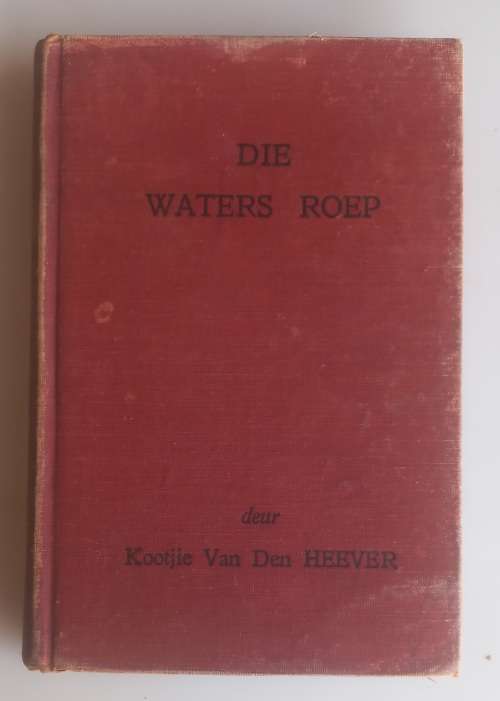 DIE
WATERS ROEP
deur
Kootjie Van Den HEEVER